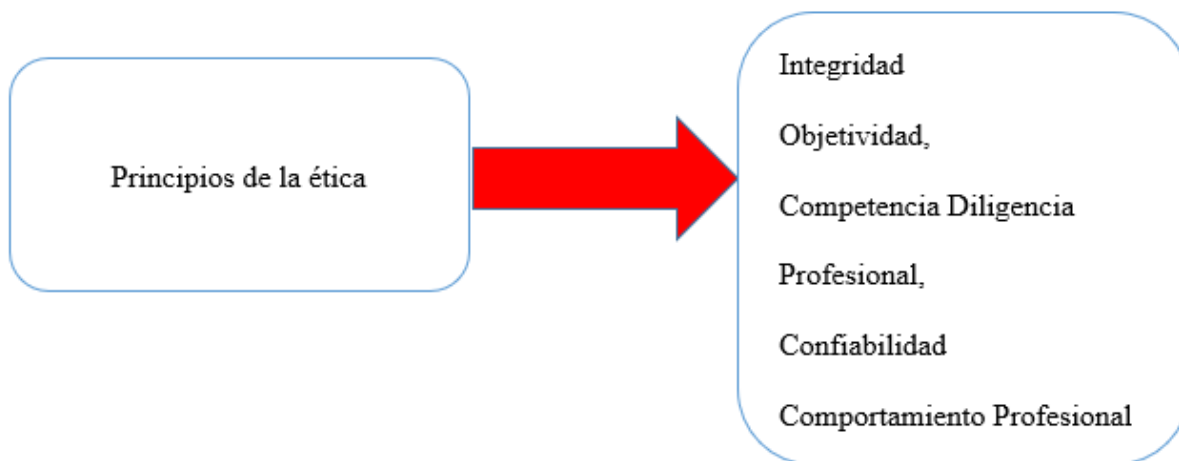 Principios de la ética
Integridad
Objetividad,
Competencia Diligencia
Profesional,
Confiabilidad
Comportamiento Profesional